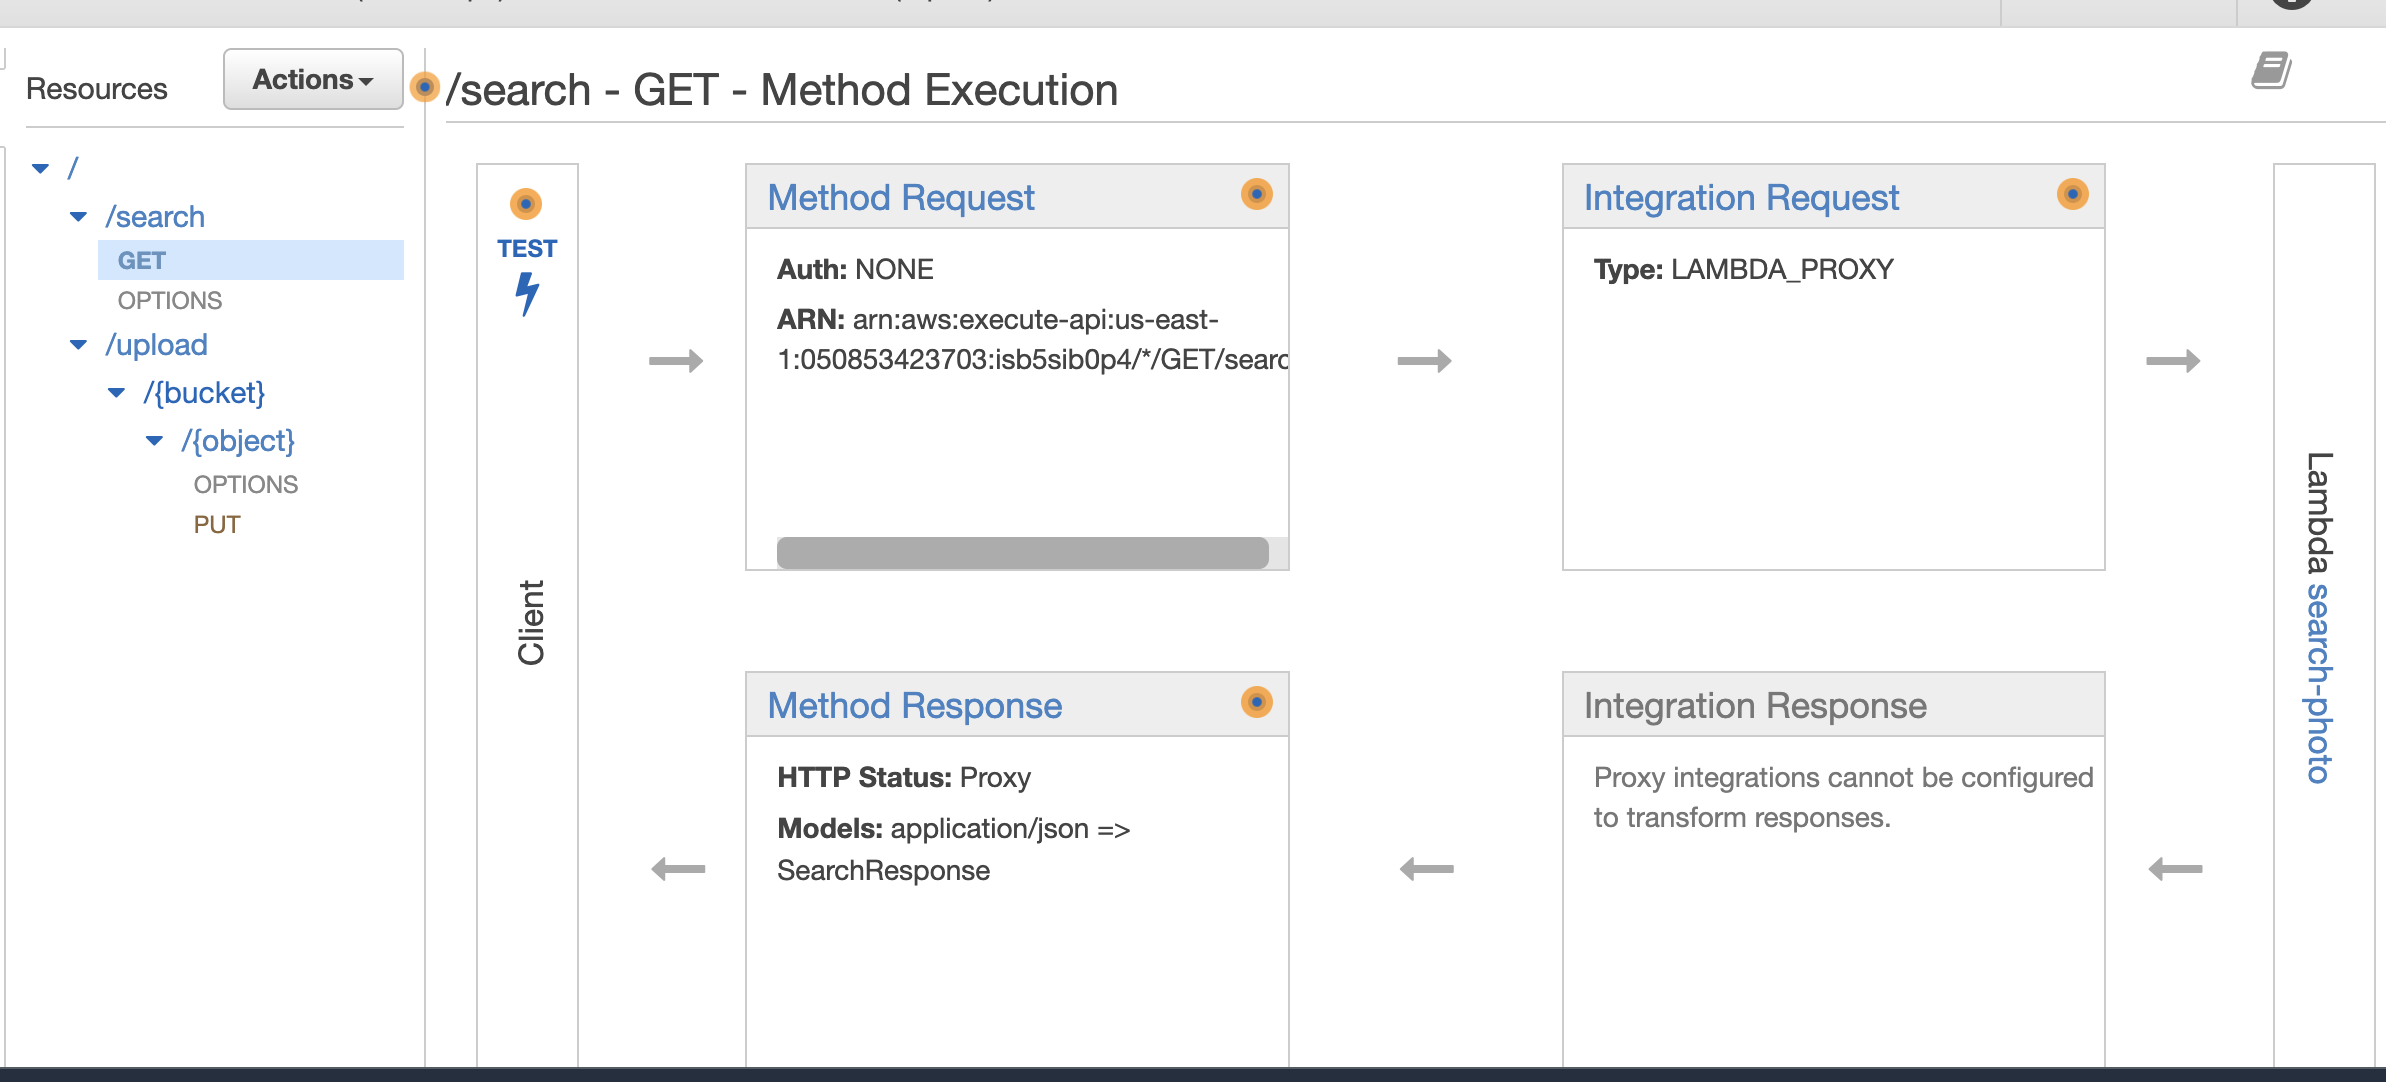 Resources
Actions
/
/search
GET
OPTIONS
/upload
/{bucket}
/{object}
OPTIONS
PUT
/search - GET - Method Execution
TEST
Client
Method Request
Auth: NONE
ARN: arn:aws:execute-api:us-east-
1:050853423703:isb5sib0p4/*/GET/searc
Integration Request
Type: LAMBDA_PROXY
Lambda search-photo
Method Response
HTTP Status: Proxy
Models: application/json =>
SearchResponse
Integration Response
Proxy integrations cannot be configured
to transform responses.